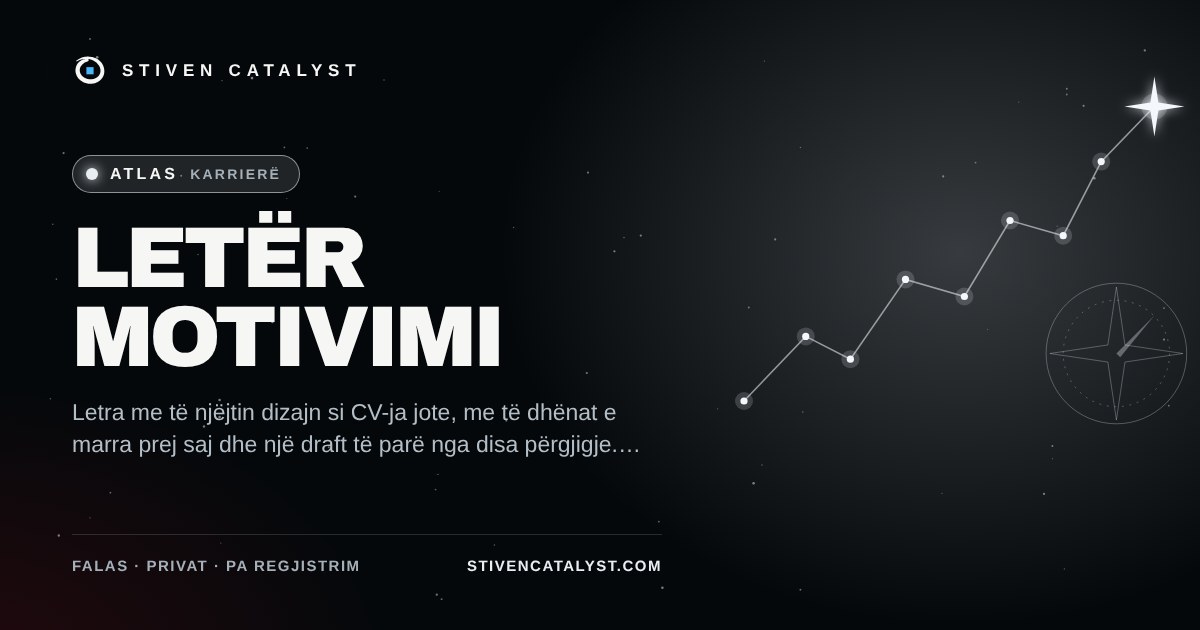 STIVEN CATALYST
ATLAS · KARRIERË
LETËR
MOTIVIMI
Letra me të njëjtin dizajn si CV-ja jote, me të dhënat e
marra prej saj dhe një draft të parë nga disa përgjigje.…
FALAS · PRIVAT · PA REGJISTRIM
STIVENCATALYST.COM